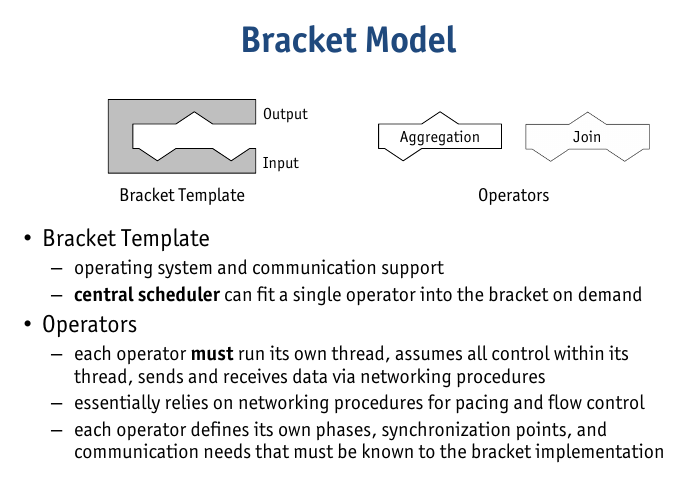 Bracket Model
Output
Input
Bracket Template
Aggregation
Join
Operators
• Bracket Template
– operating system and communication support
– central scheduler can fit a single operator into the bracket on demand
• Operators
– each operator must run its own thread, assumes all control within its
thread, sends and receives data via networking procedures
– essentially relies on networking procedures for pacing and flow control
– each operator defines its own phases, synchronization points, and
communication needs that must be known to the bracket implementation